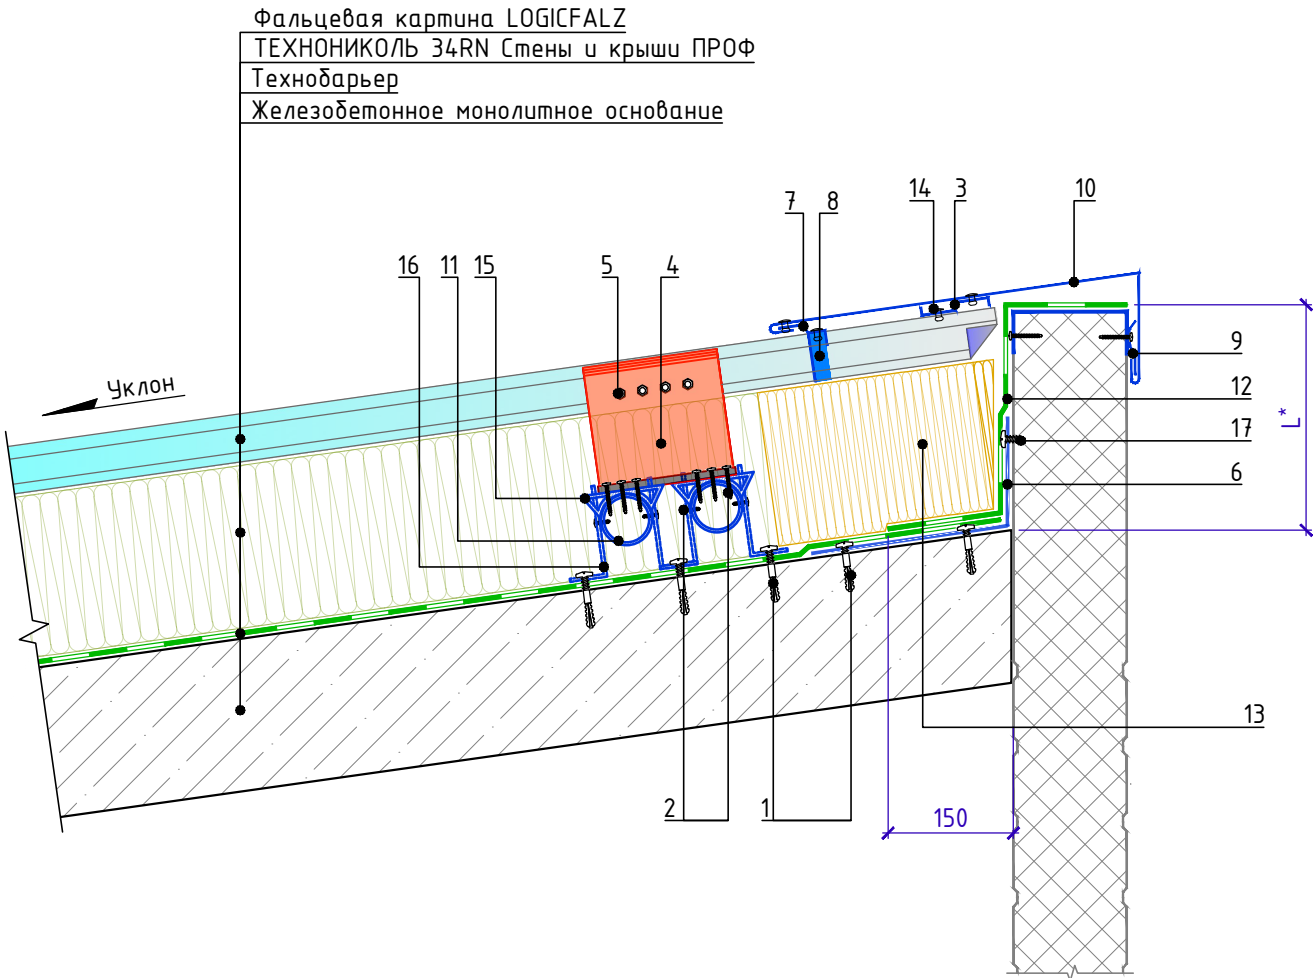 Фальцевая картина LOGICFALZ
ТЕХНОНИКОЛЬ 34RN Стены и крыши ПРОФ
Технобарьер
Железобетонное монолитное основание
14 3 10
7 8
16 11 15 5 4
9
Уклон
12
L*
17
6
13
2 1 150